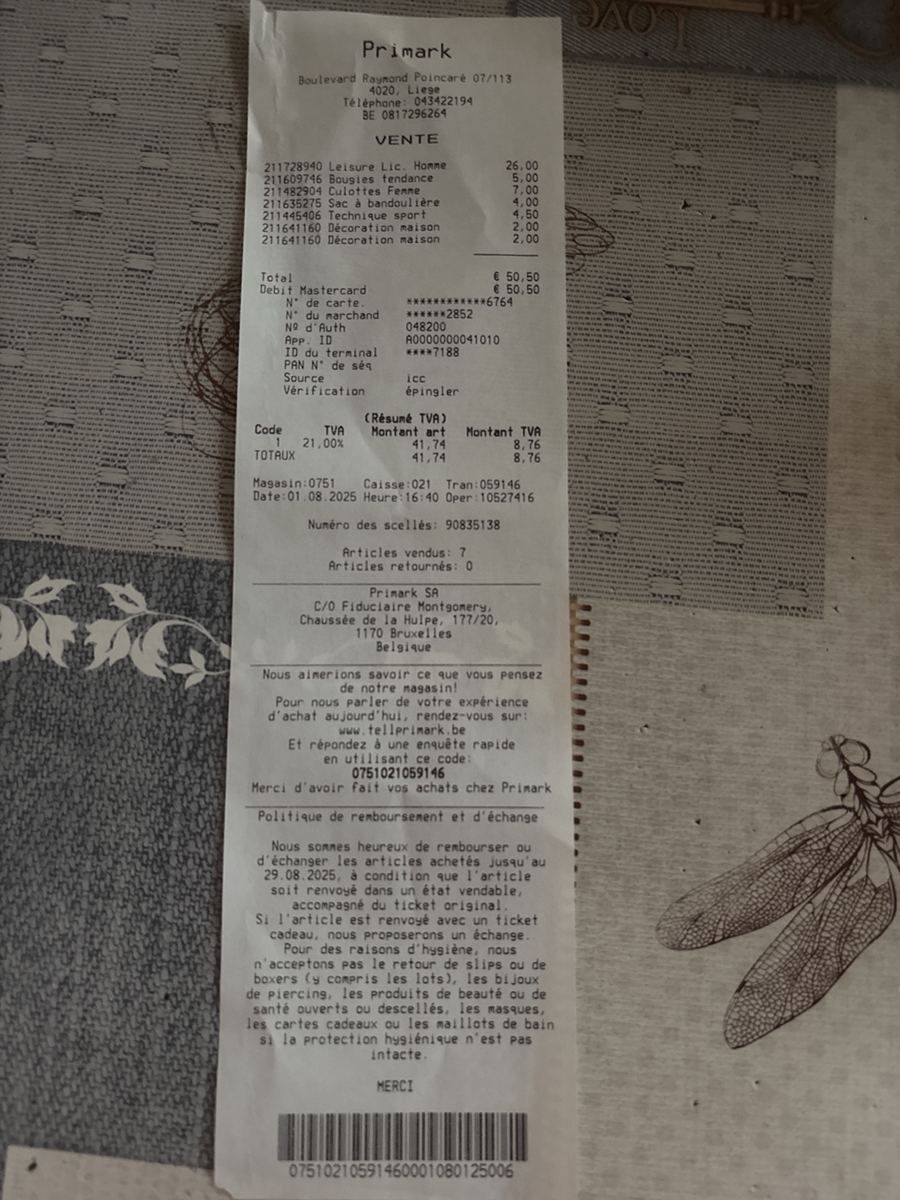 LOVE
Primark
Boulevard Raymond Poincaré 07/113
4020, Liege
Téléphone: 043422194
BE 0817296264
VENTE
211728940 Leisure Lic. Homme 26,00
211609746 Bougies tendance 5,00
211482904 Culottes Femme 7,00
211635275 Sac à bandoulière 4,00
211445406 Technique sport 4,50
211641160 Décoration maison 2,00
211641160 Décoration maison 2,00
Total € 50,50
Debit Mastercard € 50,50
N° de carte. ************6764
N° du marchand ******2852
Nº d'Auth 048200
App. ID A0000000041010
ID du terminal ****7188
PAN N° de séq
Source icc
Vérification épingler
(Résumé TVA)
Code TVA Montant art Montant TVA
1 21,00% 41,74 8,76
TOTAUX 41,74 8,76
Magasin:0751 Caisse:021 Tran:059146
Date:01.08.2025 Heure:16:40 Oper:10527416
Numéro des scellés: 90835138
Articles vendus: 7
Articles retournés: 0
Primark SA
C/O Fiduciaire Montgomery,
Chaussée de la Hulpe, 177/20,
1170 Bruxelles
Belgique
Nous aimerions savoir ce que vous pensez
de notre magasin!
Pour nous parler de votre expérience
d'achat aujourd'hui, rendez-vous sur:
www.tellprimark.be
Et répondez à une enquête rapide
en utilisant ce code:
0751021059146
Merci d'avoir fait vos achats chez Primark
Politique de remboursement et d'échange
Nous sommes heureux de rembourser ou
d'échanger les articles achetés jusqu'au
29.08.2025, à condition que l'article
soit renvoyé dans un état vendable,
accompagné du ticket original.
Si l'article est renvoyé avec un ticket
cadeau, nous proposerons un échange.
Pour des raisons d'hygiène, nous
n'acceptons pas le retour de slips ou de
boxers (y compris les lots), les bijoux
de piercing, les produits de beauté ou de
santé ouverts ou descellés, les masques,
les cartes cadeaux ou les maillots de bain
si la protection hygiénique n'est pas
intacte.
MERCI
0751021059146000108012500​6